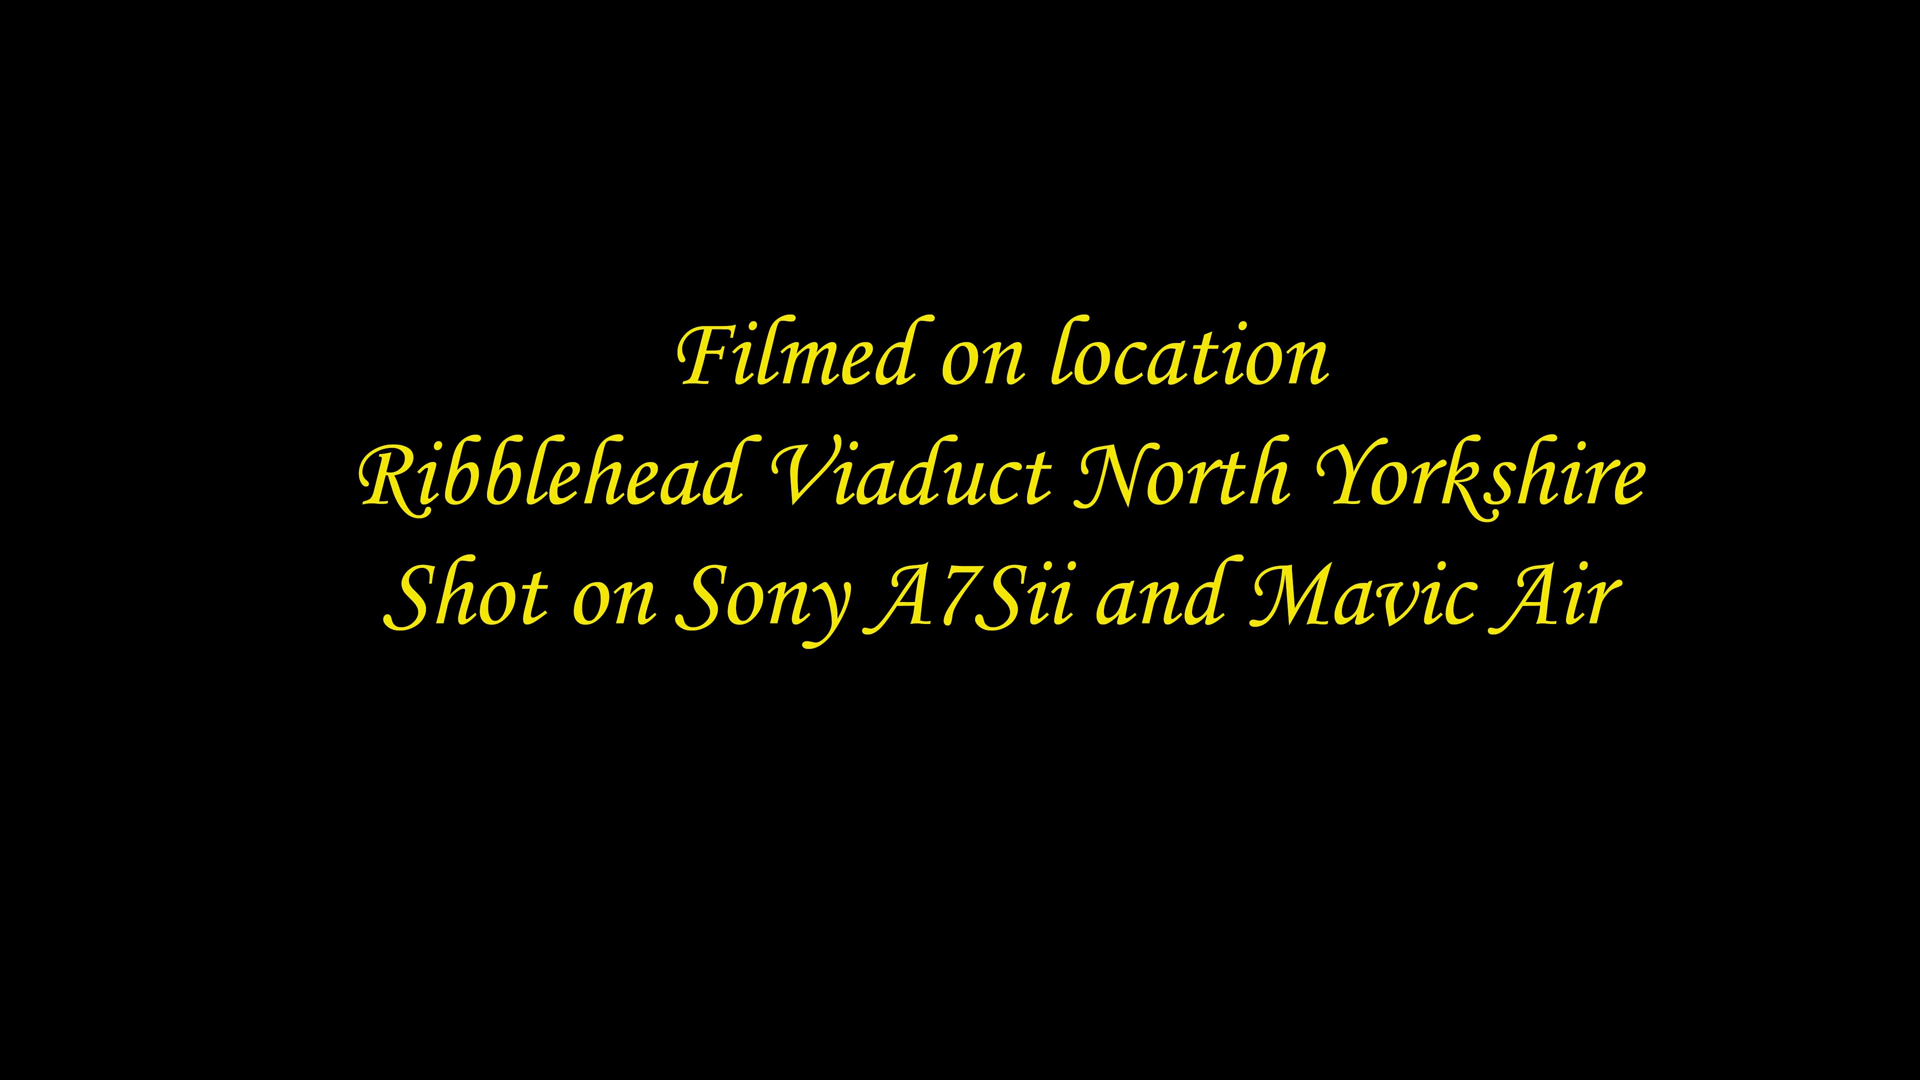 Filmed on location
Ribblehead Viaduct North Yorkshire
Shot on Sony A7Sii and Mavic Air